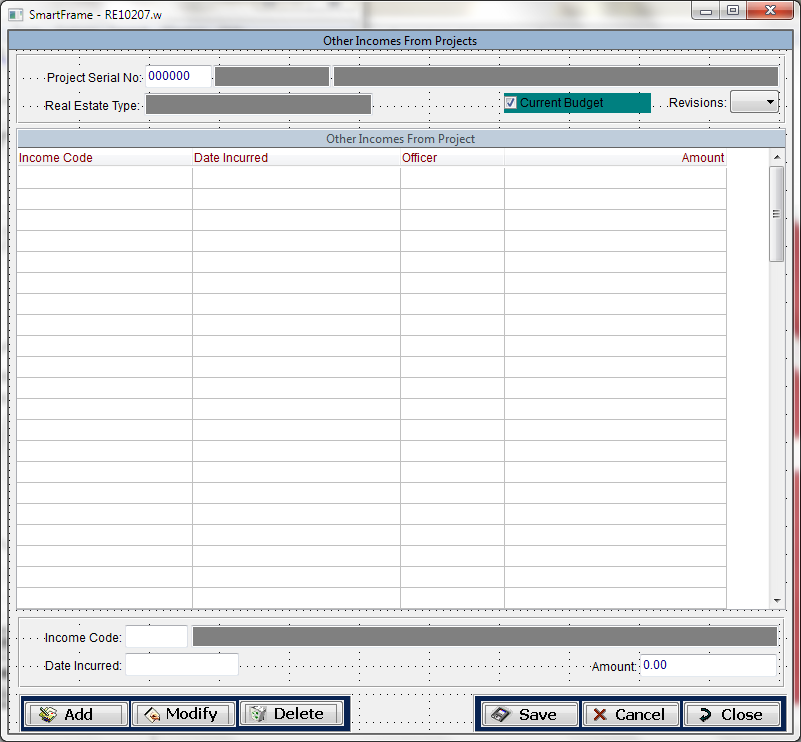 SmartFrame - RE10207.w
Other Incomes From Projects
Project Serial No: 000000
Real Estate Type: Current Budget Revisions:
Other Incomes From Project
Income Code Date Incurred Officer Amount
Income Code:
Date Incurred: Amount: 0.00
Add Modify Delete Save Cancel Close